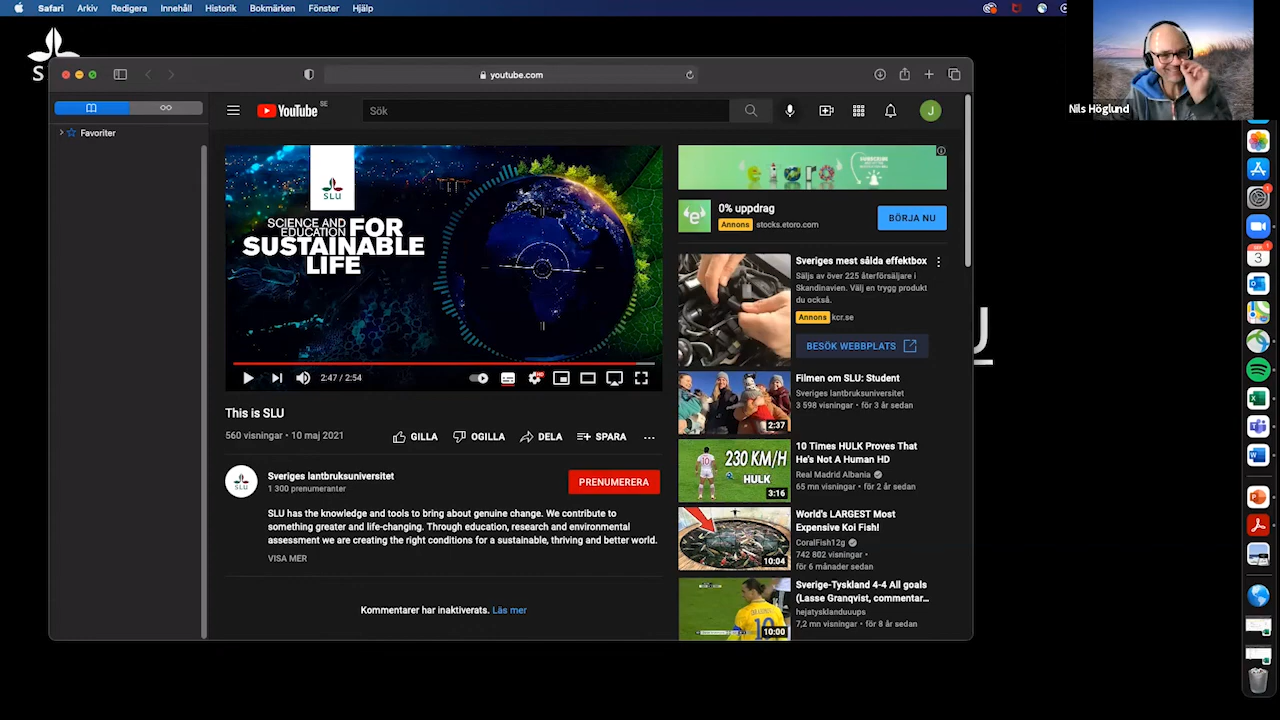 Safari Arkiv Redigera Innehåll Historik Bokmärken Fönster Hjälp
Nils Höglund
youtube.com
Favoriter
YouTube SE
Sök
J
SLU
SCIENCE AND
EDUCATION FOR
SUSTAINABLE
LIFE
2:47 / 2:54
This is SLU
560 visningar • 10 maj 2021
GILLA OGILLA DELA SPARA
Sveriges lantbruksuniversitet
1 300 prenumeranter
PRENUMERERA
SLU has the knowledge and tools to bring about genuine change. We contribute to
something greater and life-changing. Through education, research and environmental
assessment we are creating the right conditions for a sustainable, thriving and better world.
VISA MER
Kommentarer har inaktiverats. Läs mer
etoro
0% uppdrag
Annons stocks.etoro.com
BÖRJA NU
Sveriges mest sålda effektbox
Säljs av över 225 återförsäljare i
Skandinavien. Välj en trygg produkt
du också.
Annons kcr.se
BESÖK WEBBPLATS
Filmen om SLU: Student
Sveriges lantbruksuniversitet
3 598 visningar • för 3 år sedan
2:37
10 Times HULK Proves That
He's Not A Human HD
Real Madrid Albania
65 mn visningar • för 2 år sedan
230 KM/H
HULK
3:16
World's LARGEST Most
Expensive Koi Fish!
CoralFish12g
742 802 visningar •
för 6 månader sedan
10:04
Sverige-Tyskland 4-4 All goals
(Lasse Granqvist, commentar...
hejatysklanduuups
7,2 mn visningar • för 8 år sedan
10:00